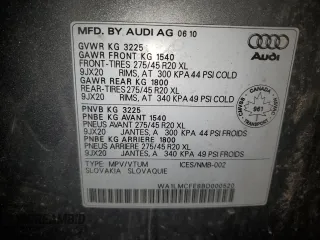 MFD. BY AUDI AG 06 10
Audi
GVWR KG 3225
GAWR FRONT KG 1540
FRONT-TIRES 275/45 R20 XL
9JX20 RIMS, AT 300 KPA 44 PSI COLD
GAWR REAR KG 1800
REAR-TIRES 275/45 R20 XL
9JX20 RIMS, AT 340 KPA 49 PSI COLD
CANADA
PNVB KG 3225
PNBE KG AVANT 1540
PNEUS AVANT 275/45 R20 XL
9JX20 JANTES, A 300 KPA 44 PSI FROID
PNBE KG ARRIERE 1800
PNEUS ARRIERE 275/45 R20 XL
9JX20 JANTES, A 340 KPA 49 PSI FROID
TYPE MPV/VTUM ICES/NMB-002
SLOVAKIA SLOVAQUIE